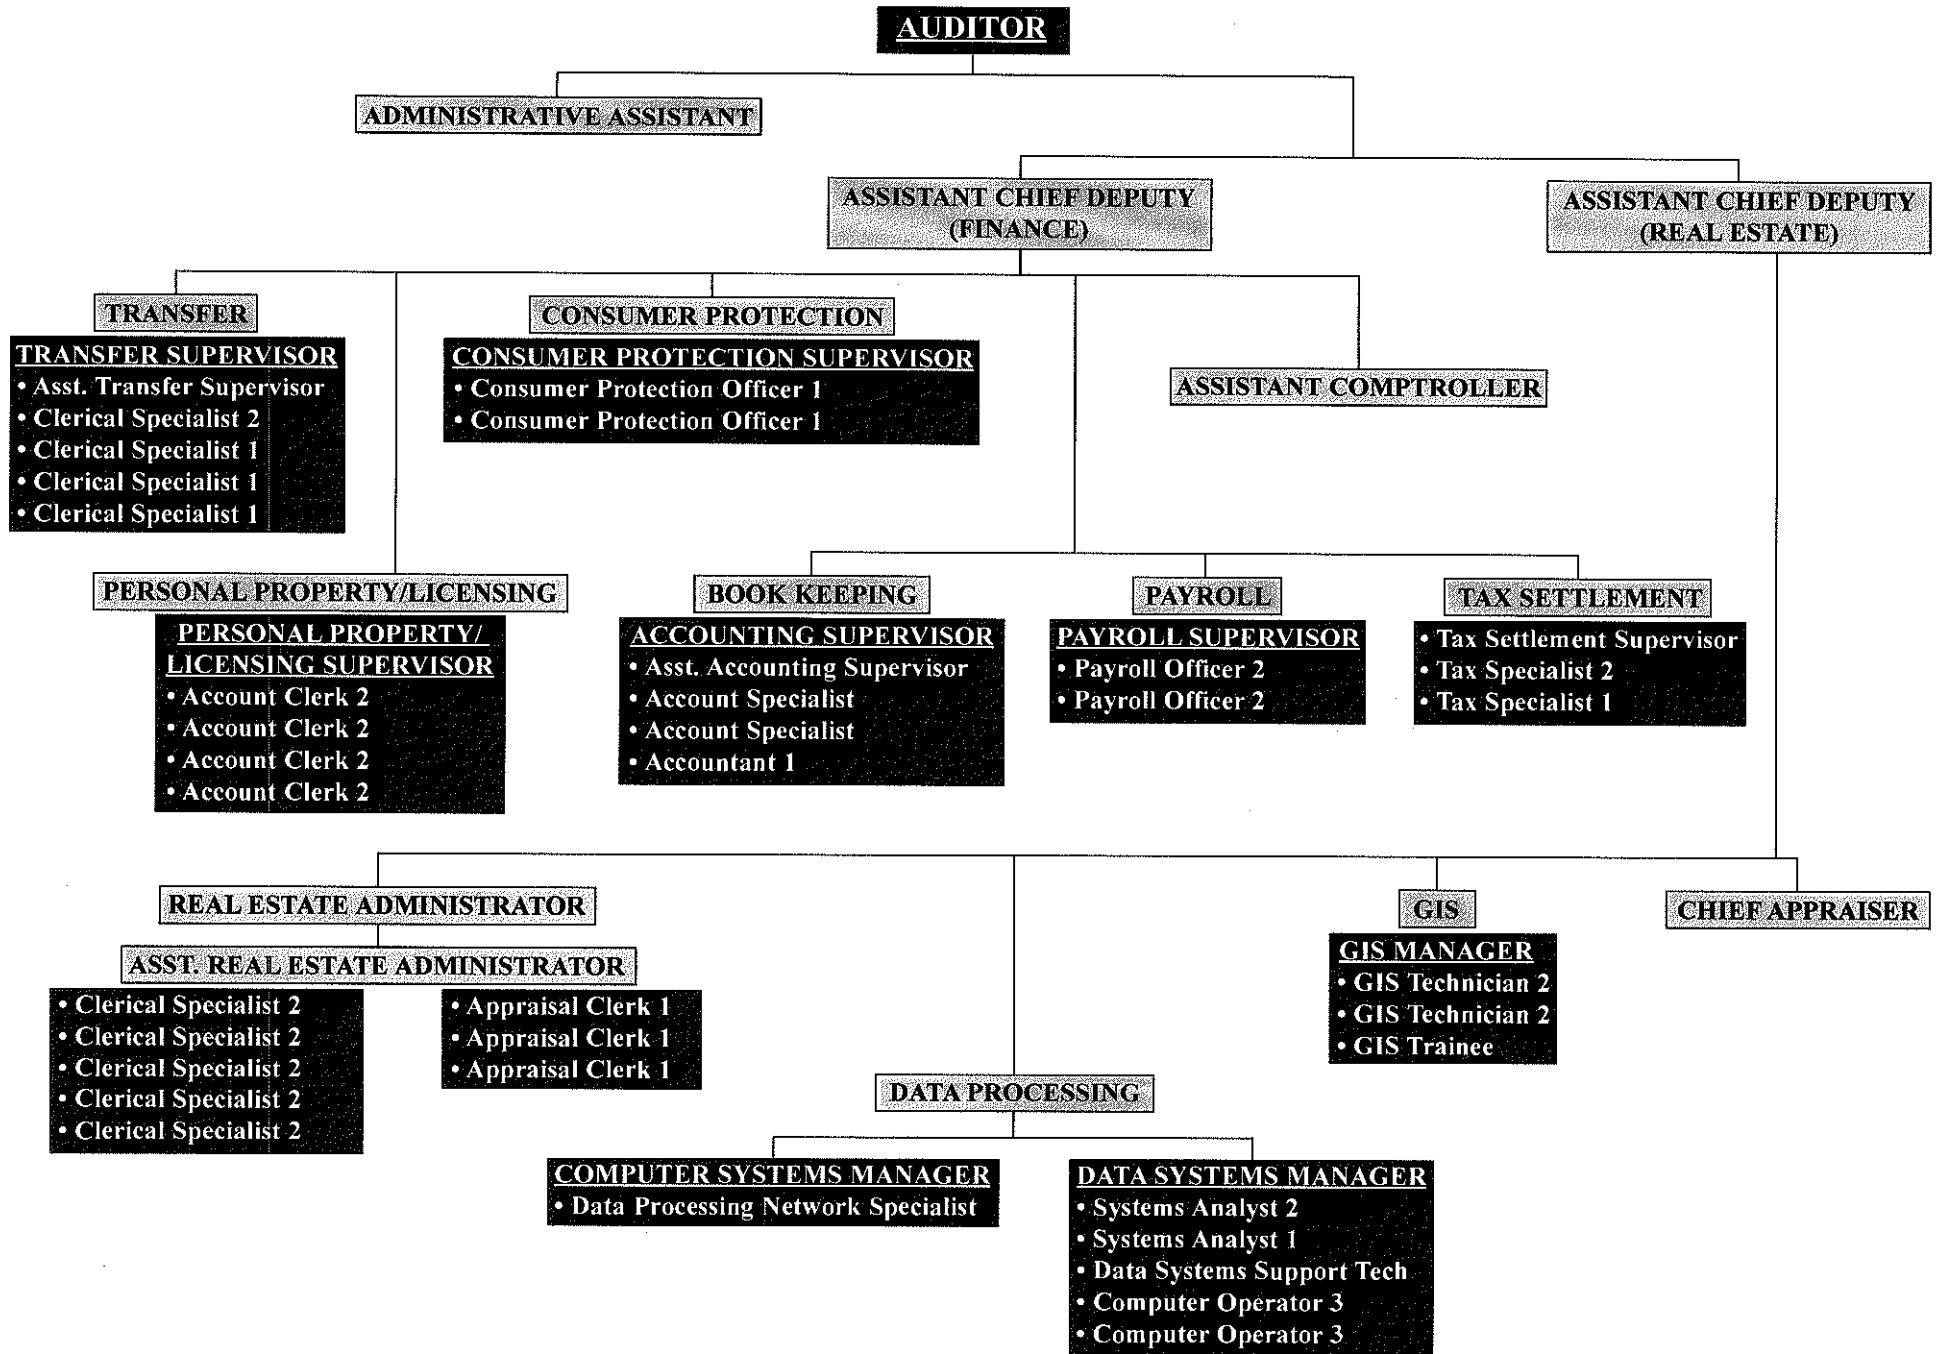 AUDITOR
ADMINISTRATIVE ASSISTANT
ASSISTANT CHIEF DEPUTY
(FINANCE)
ASSISTANT CHIEF DEPUTY
(REAL ESTATE)
TRANSFER
TRANSFER SUPERVISOR
• Asst. Transfer Supervisor
• Clerical Specialist 2
• Clerical Specialist 1
• Clerical Specialist 1
• Clerical Specialist 1
CONSUMER PROTECTION
CONSUMER PROTECTION SUPERVISOR
• Consumer Protection Officer 1
• Consumer Protection Officer 1
ASSISTANT COMPTROLLER
PERSONAL PROPERTY/LICENSING
PERSONAL PROPERTY/
LICENSING SUPERVISOR
• Account Clerk 2
• Account Clerk 2
• Account Clerk 2
• Account Clerk 2
BOOK KEEPING
ACCOUNTING SUPERVISOR
• Asst. Accounting Supervisor
• Account Specialist
• Account Specialist
• Accountant 1
PAYROLL
PAYROLL SUPERVISOR
• Payroll Officer 2
• Payroll Officer 2
TAX SETTLEMENT
• Tax Settlement Supervisor
• Tax Specialist 2
• Tax Specialist 1
REAL ESTATE ADMINISTRATOR
ASST. REAL ESTATE ADMINISTRATOR
• Clerical Specialist 2
• Clerical Specialist 2
• Clerical Specialist 2
• Clerical Specialist 2
• Clerical Specialist 2
• Appraisal Clerk 1
• Appraisal Clerk 1
• Appraisal Clerk 1
DATA PROCESSING
COMPUTER SYSTEMS MANAGER
• Data Processing Network Specialist
DATA SYSTEMS MANAGER
• Systems Analyst 2
• Systems Analyst 1
• Data Systems Support Tech
• Computer Operator 3
• Computer Operator 3
GIS
GIS MANAGER
• GIS Technician 2
• GIS Technician 2
• GIS Trainee
CHIEF APPRAISER